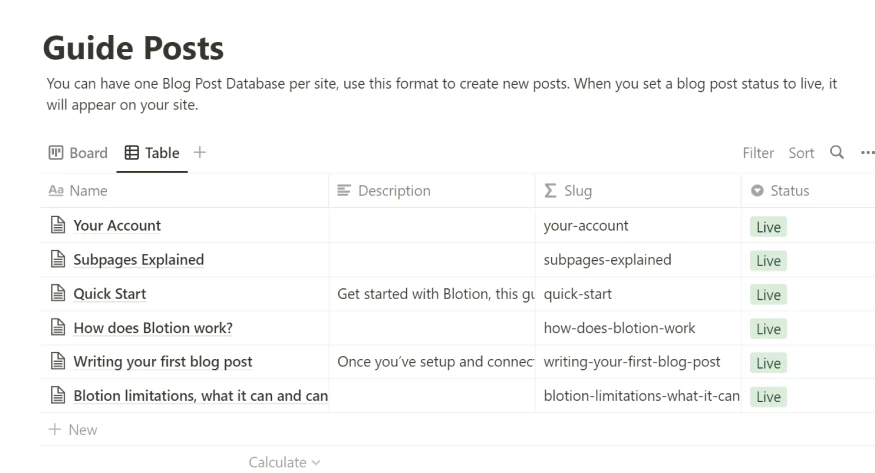 Guide Posts
You can have one Blog Post Database per site, use this format to create new posts. When you set a blog post status to live, it
will appear on your site.
Board Table + Filter Sort
Aa Name Description Σ Slug Status
Your Account your-account Live
Subpages Explained subpages-explained Live
Quick Start Get started with Blotion, this quick-start Live
How does Blotion work? how-does-blotion-work Live
Writing your first blog post Once you've setup and writing-your-first-blog-post Live
Blotion limitations, what it can and can blotion-limitations-what-it-can Live
+ New
Calculate